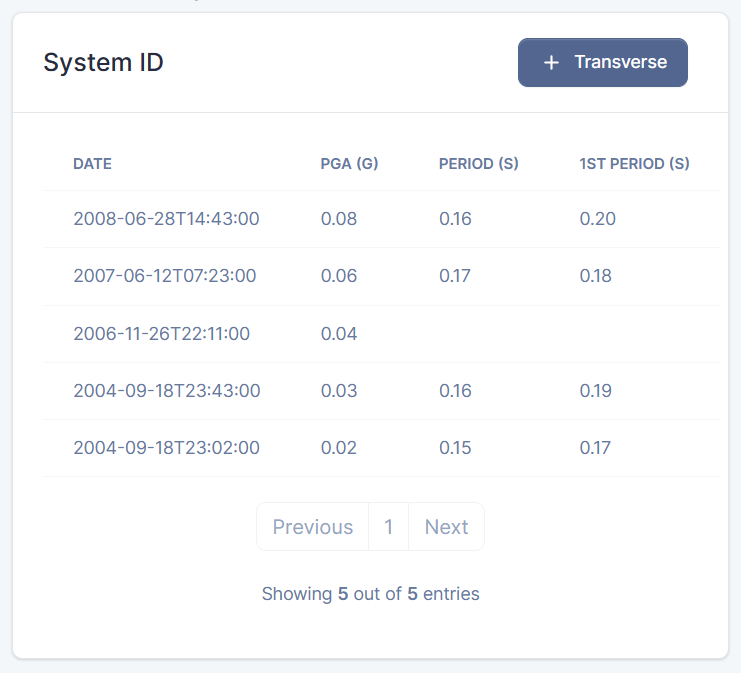 System ID
+ Transverse
DATE PGA (G) PERIOD (S) 1ST PERIOD (S)
2008-06-28T14:43:00 0.08 0.16 0.20
2007-06-12T07:23:00 0.06 0.17 0.18
2006-11-26T22:11:00 0.04
2004-09-18T23:43:00 0.03 0.16 0.19
2004-09-18T23:02:00 0.02 0.15 0.17
Previous 1 Next
Showing 5 out of 5 entries